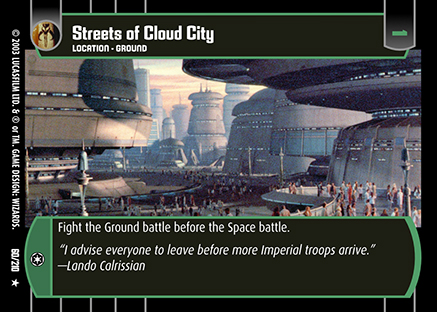 Streets of Cloud City
LOCATION - GROUND
Fight the Ground battle before the Space battle.
“I advise everyone to leave before more Imperial troops arrive.”
—Lando Calrissian
© 2003 LUCASFILM LTD. & ® or TM. GAME DESIGN: WIZARDS.
60/210